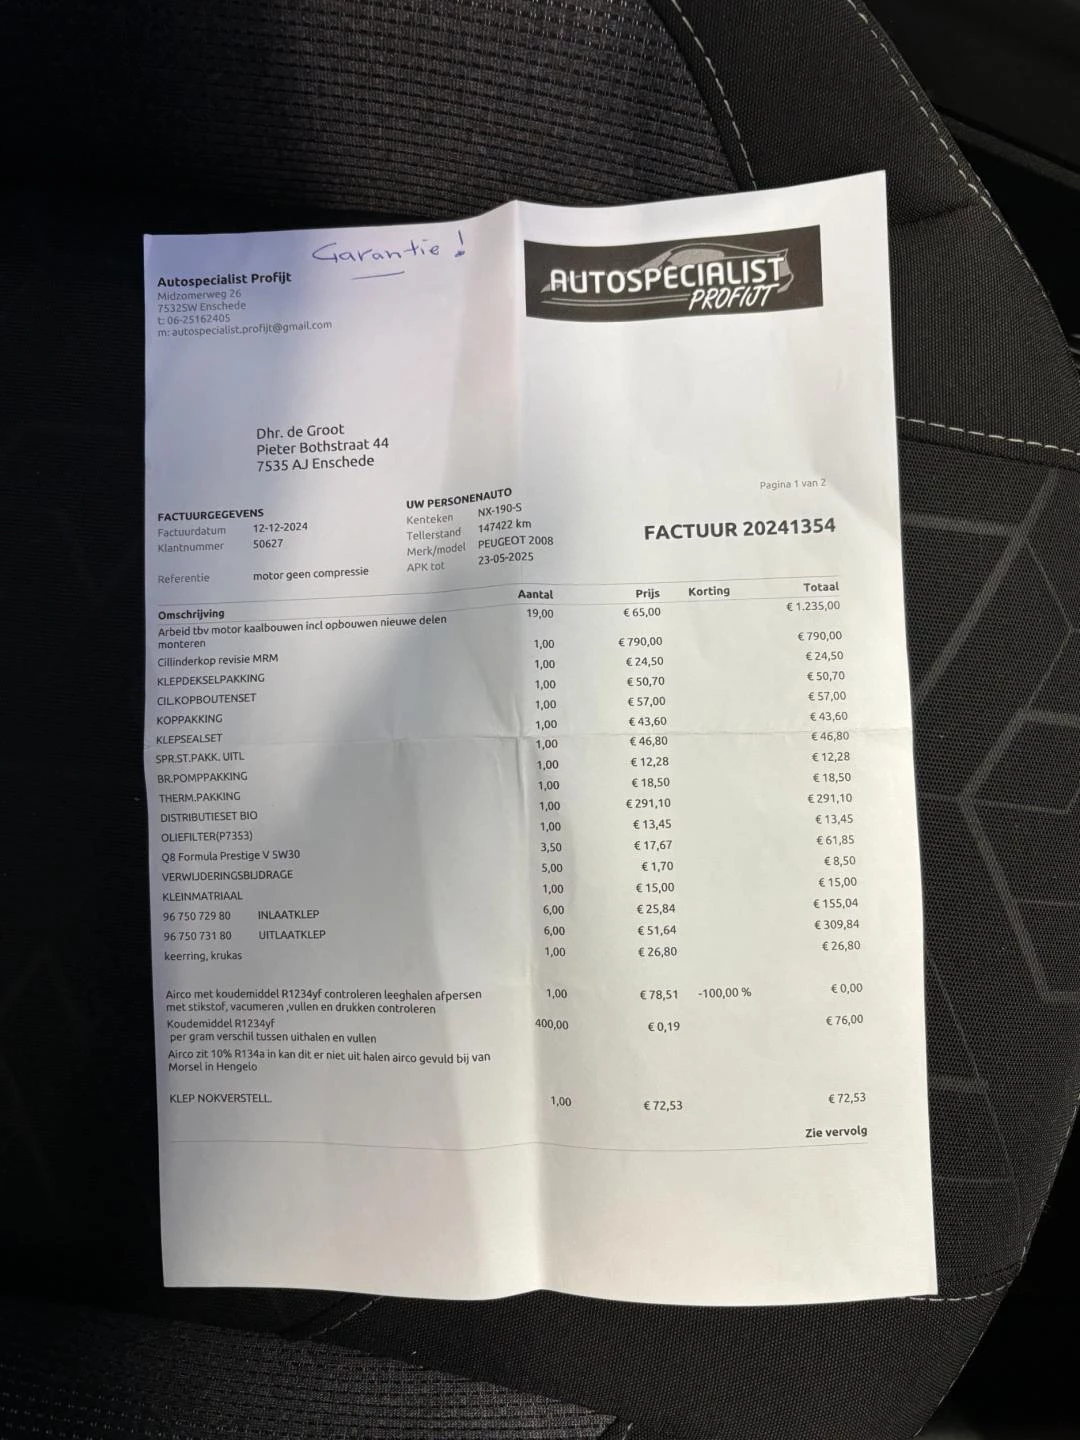 Garantie!
AUTOSPECIALIST
PROFIJT
Autospecialist Profijt
Midzomerweg 26
7532SW Enschede
t: 06-25162405
m: autospecialist.profijt@gmail.com
Dhr. de Groot
Pieter Bothstraat 44
7535 AJ Enschede
Pagina 1 van 2
FACTUURGEGEVENS
Factuurdatum 12-12-2024
Klantnummer 50627
Referentie motor geen compressie
UW PERSONENAUTO
Kenteken NX-190-S
Tellerstand 147422 km
Merk/model PEUGEOT 2008
APK tot 23-05-2025
FACTUUR 20241354
Omschrijving Aantal Prijs Korting Totaal
Arbeid tbv motor kaalbouwen incl opbouwen nieuwe delen 19,00 € 65,00 € 1.235,00
monteren
Cillinderkop revisie MRM 1,00 € 790,00 € 790,00
KLEPDEKSELPAKKING 1,00 € 24,50 € 24,50
CIL.KOPBOUTENSET 1,00 € 50,70 € 50,70
KOPPAKKING 1,00 € 57,00 € 57,00
KLEPSEALSET 1,00 € 43,60 € 43,60
SPR.ST.PAKK. UITL 1,00 € 46,80 € 46,80
BR.POMPPAKKING 1,00 € 12,28 € 12,28
THERM.PAKKING 1,00 € 18,50 € 18,50
DISTRIBUTIESET BIO 1,00 € 291,10 € 291,10
OLIEFILTER(P7353) 1,00 € 13,45 € 13,45
Q8 Formula Prestige V 5W30 3,50 € 17,67 € 61,85
VERWIJDERINGSBIJDRAGE 5,00 € 1,70 € 8,50
KLEINMATRIAAL 1,00 € 15,00 € 15,00
96 750 729 80 INLAATKLEP 6,00 € 25,84 € 155,04
96 750 731 80 UITLAATKLEP 6,00 € 51,64 € 309,84
keerring, krukas 1,00 € 26,80 € 26,80
Airco met koudemiddel R1234yf controleren leeghalen afpersen 1,00 € 78,51 -100,00 % € 0,00
met stikstof, vacumeren ,vullen en drukken controleren
Koudemiddel R1234yf 400,00 € 0,19 € 76,00
per gram verschil tussen uithalen en vullen
Airco zit 10% R134a in kan dit er niet uit halen airco gevuld bij van
Morsel in Hengelo
KLEP NOKVERSTELL. 1,00 € 72,53 € 72,53
Zie vervolg